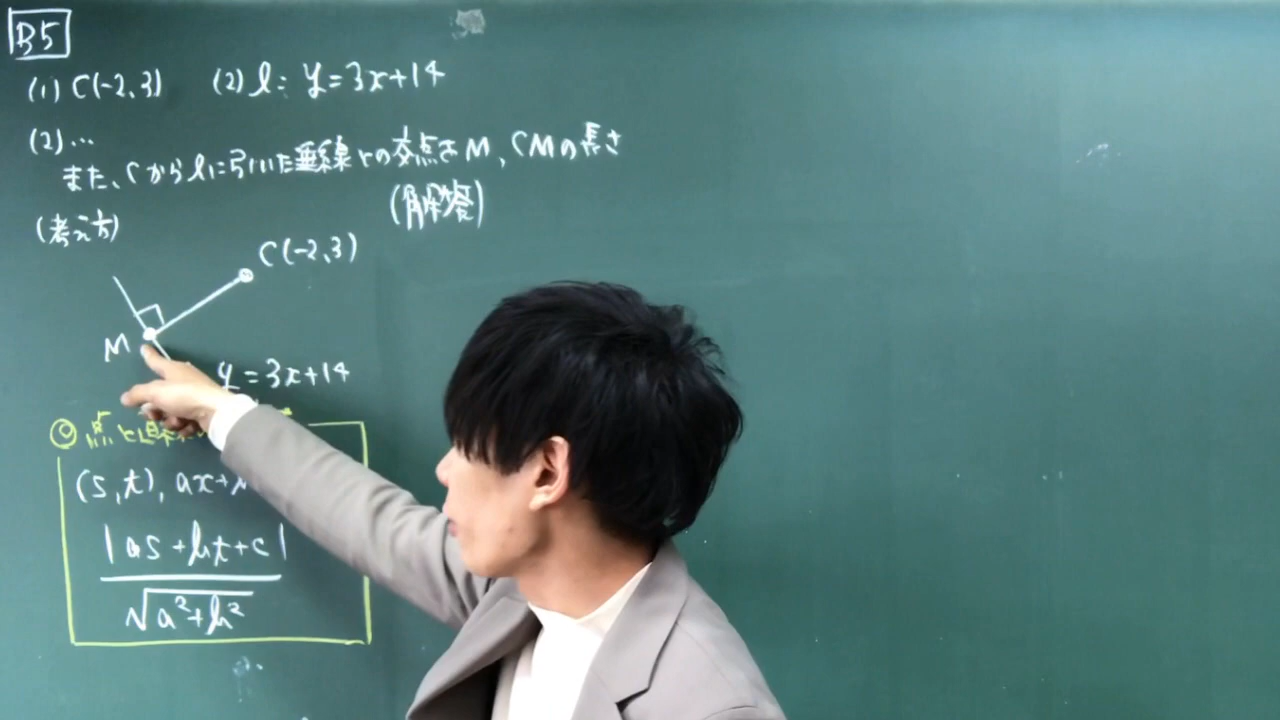 B5
(1) C(-2,3) (2) l: y=3x+14
(2)…
また、Cからlに引いた垂線との交点をM、CMの長さ
(考え方) (解答)
C(-2,3)
M
y=3x+14
◎点と直
(s,t), ax+
|as+bt+c|
√a²+b²